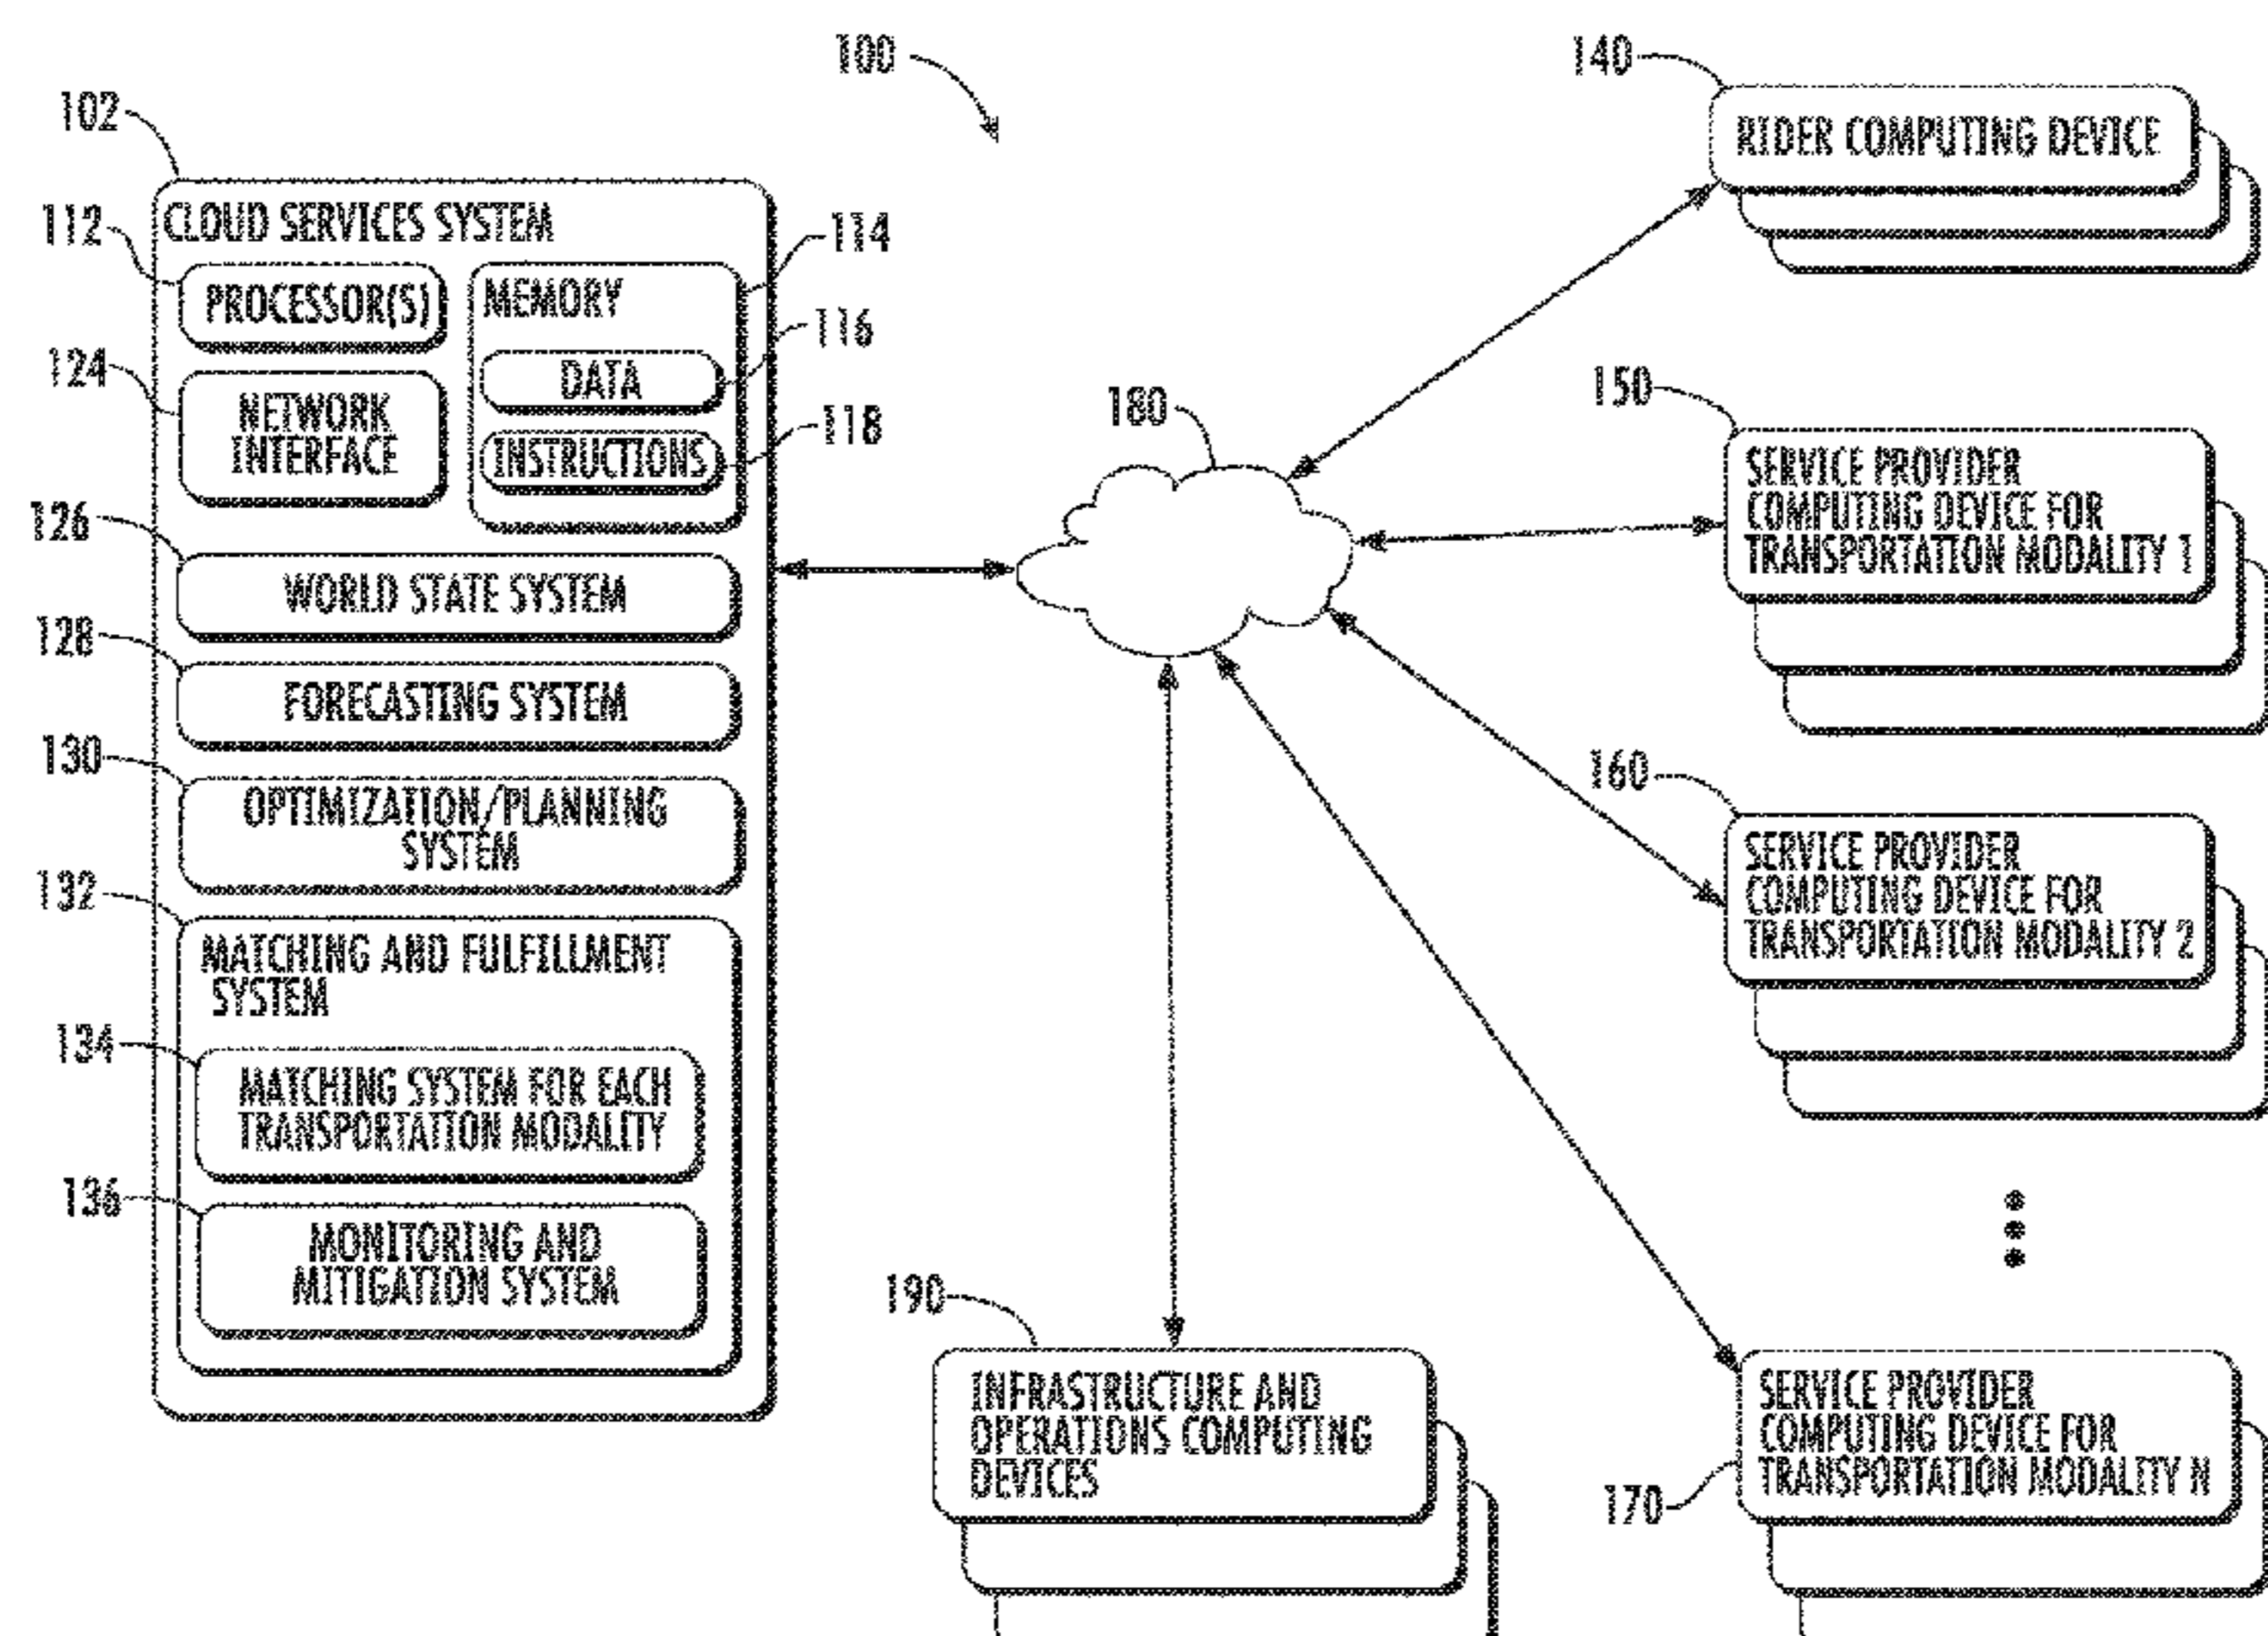 100
102
CLOUD SERVICES SYSTEM
112
PROCESSOR(S)
MEMORY
114
DATA
116
124
NETWORK
INTERFACE
INSTRUCTIONS
118
126
WORLD STATE SYSTEM
128
FORECASTING SYSTEM
130
OPTIMIZATION/PLANNING
SYSTEM
132
MATCHING AND FULFILLMENT
SYSTEM
134
MATCHING SYSTEM FOR EACH
TRANSPORTATION MODALITY
136
MONITORING AND
MITIGATION SYSTEM
180
140
RIDER COMPUTING DEVICE
150
SERVICE PROVIDER
COMPUTING DEVICE FOR
TRANSPORTATION MODALITY 1
160
SERVICE PROVIDER
COMPUTING DEVICE FOR
TRANSPORTATION MODALITY 2
190
INFRASTRUCTURE AND
OPERATIONS COMPUTING
DEVICES
170
SERVICE PROVIDER
COMPUTING DEVICE FOR
TRANSPORTATION MODALITY N